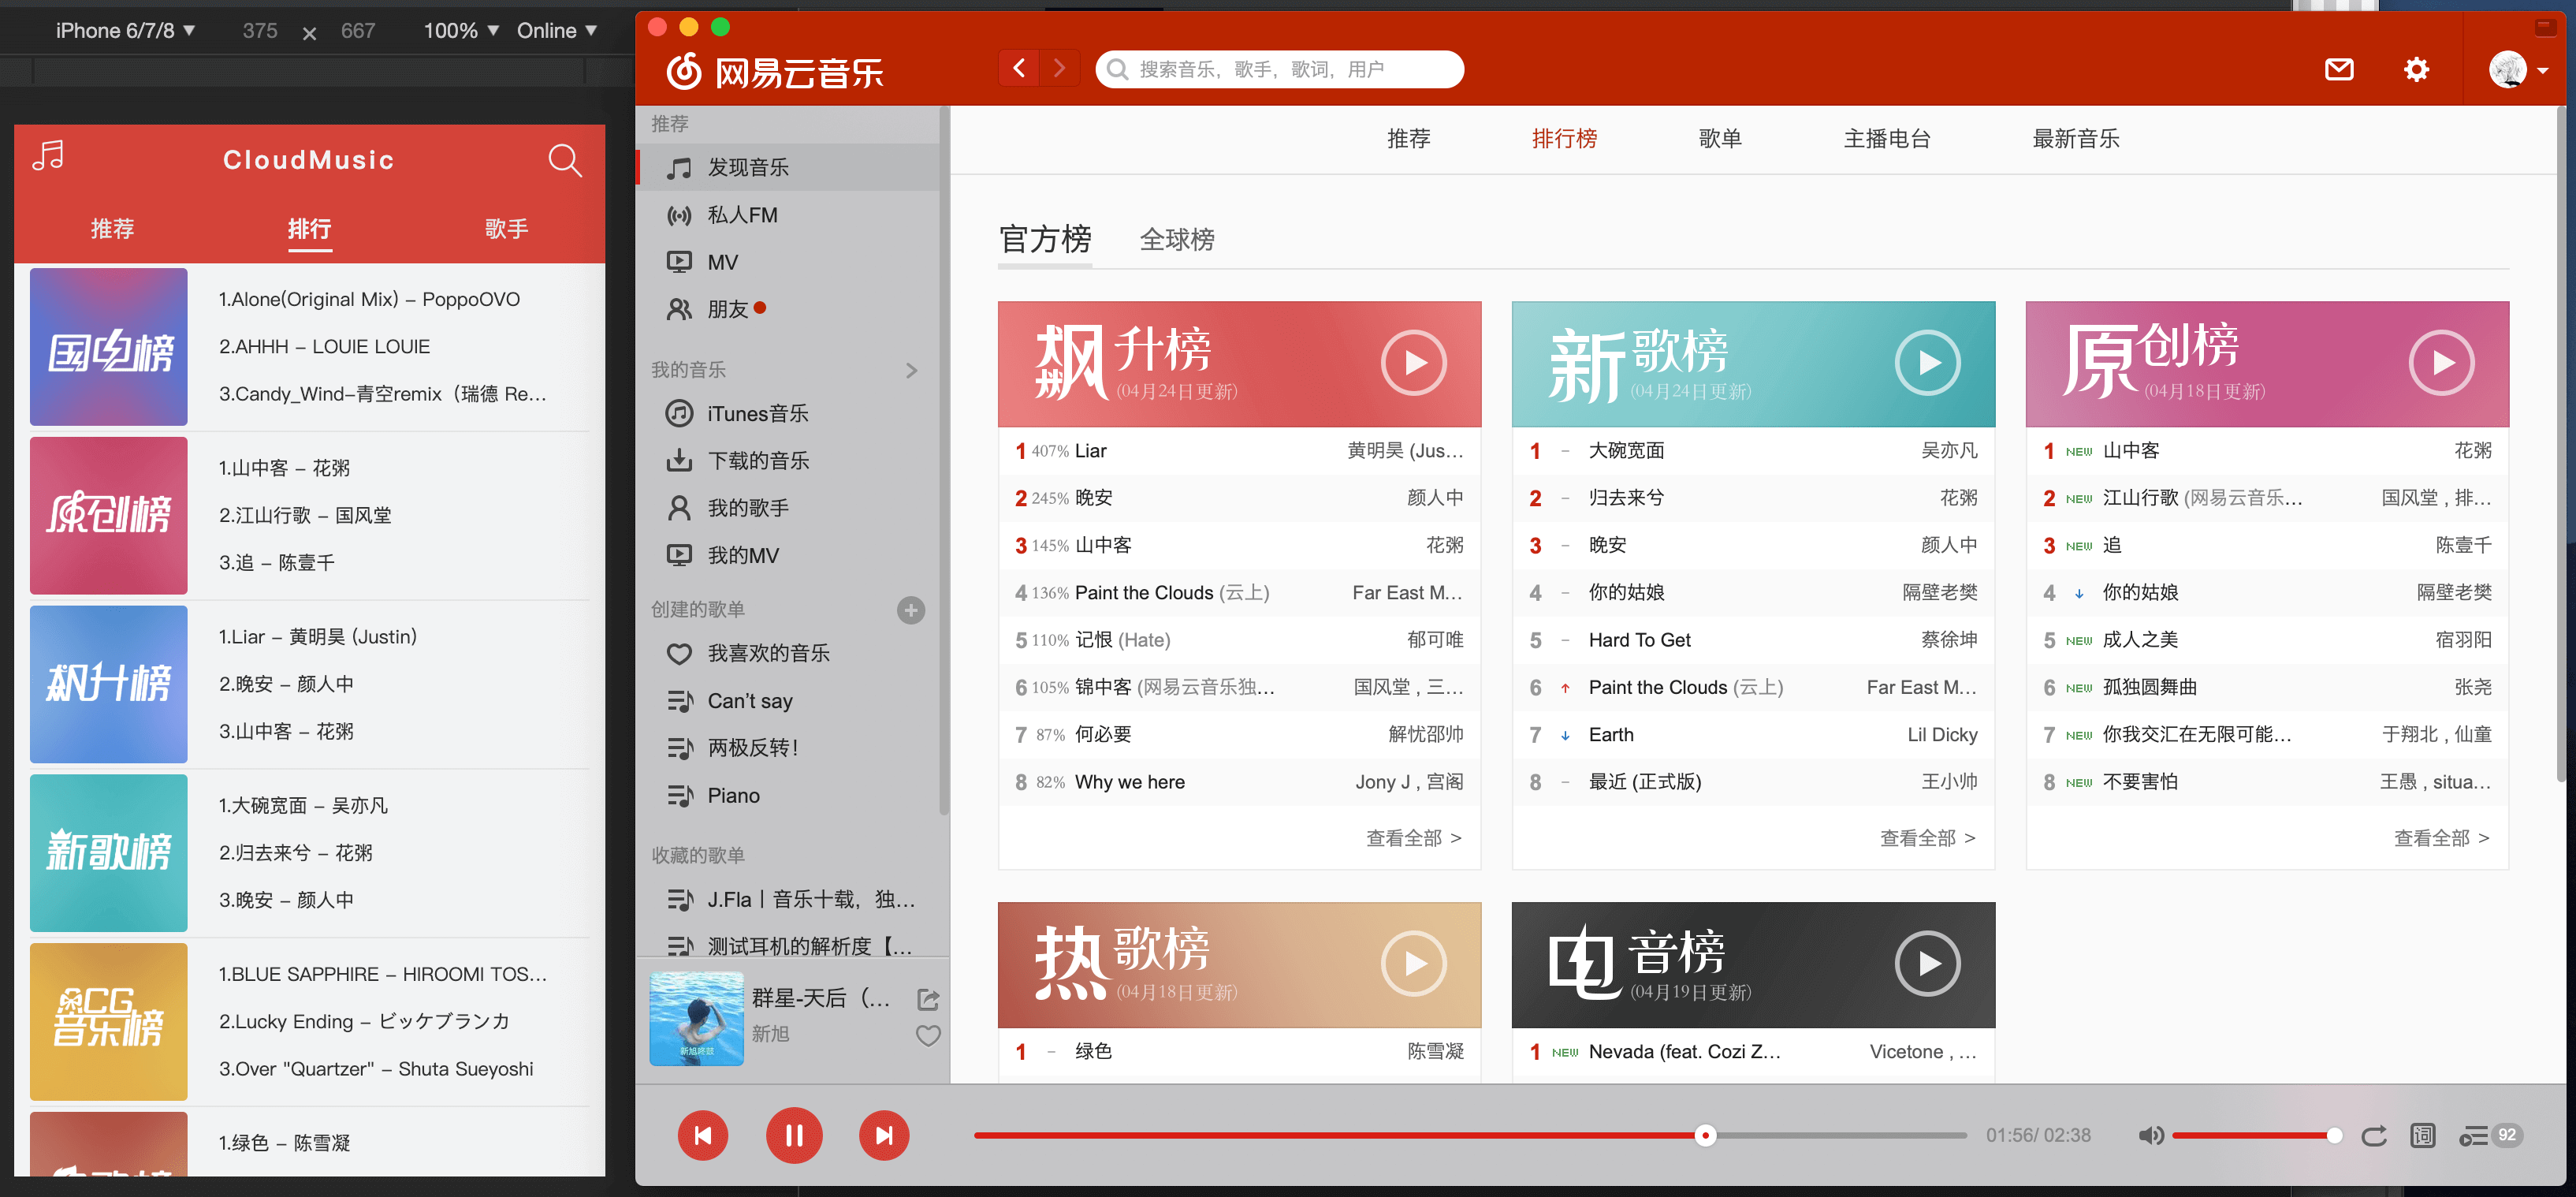 iPhone 6/7/8 ▼ 375 × 667 100% ▼ Online ▼
CloudMusic
推荐 排行 歌手
国电榜
1.Alone(Original Mix) – PoppoOVO
2.AHHH – LOUIE LOUIE
3.Candy_Wind–青空remix（瑞德 Re...
原创榜
1.山中客 – 花粥
2.江山行歌 – 国风堂
3.追 – 陈壹千
飙升榜
1.Liar – 黄明昊 (Justin)
2.晚安 – 颜人中
3.山中客 – 花粥
新歌榜
1.大碗宽面 – 吴亦凡
2.归去来兮 – 花粥
3.晚安 – 颜人中
ACG
音乐榜
1.BLUE SAPPHIRE – HIROOMI TOS...
2.Lucky Ending – ビッケブランカ
3.Over "Quartzer" – Shuta Sueyoshi
1.绿色 – 陈雪凝
网易云音乐
搜索音乐，歌手，歌词，用户
推荐
发现音乐
私人FM
MV
朋友
我的音乐
iTunes音乐
下载的音乐
我的歌手
我的MV
创建的歌单
我喜欢的音乐
Can't say
两极反转！
Piano
收藏的歌单
J.Fla丨音乐十载，独...
测试耳机的解析度【...
群星-天后（...
新旭
推荐 排行榜 歌单 主播电台 最新音乐
官方榜 全球榜
飙升榜
(04月24日更新)
1 407% Liar 黄明昊 (Jus...
2 245% 晚安 颜人中
3 145% 山中客 花粥
4 136% Paint the Clouds (云上) Far East M...
5 110% 记恨 (Hate) 郁可唯
6 105% 锦中客 (网易云音乐独... 国风堂 , 三...
7 87% 何必要 解忧邵帅
8 82% Why we here Jony J , 宫阁
查看全部 >
新歌榜
(04月24日更新)
1 – 大碗宽面 吴亦凡
2 – 归去来兮 花粥
3 – 晚安 颜人中
4 – 你的姑娘 隔壁老樊
5 – Hard To Get 蔡徐坤
6 ↑ Paint the Clouds (云上) Far East M...
7 ↓ Earth Lil Dicky
8 – 最近 (正式版) 王小帅
查看全部 >
原创榜
(04月18日更新)
1 NEW 山中客 花粥
2 NEW 江山行歌 (网易云音乐... 国风堂 , 排...
3 NEW 追 陈壹千
4 ↓ 你的姑娘 隔壁老樊
5 NEW 成人之美 宿羽阳
6 NEW 孤独圆舞曲 张尧
7 NEW 你我交汇在无限可能... 于翔北 , 仙童
8 NEW 不要害怕 王愚 , situa...
查看全部 >
热歌榜
(04月18日更新)
1 – 绿色 陈雪凝
电音榜
(04月19日更新)
1 NEW Nevada (feat. Cozi Z... Vicetone , ...
01:56/ 02:38 词 92